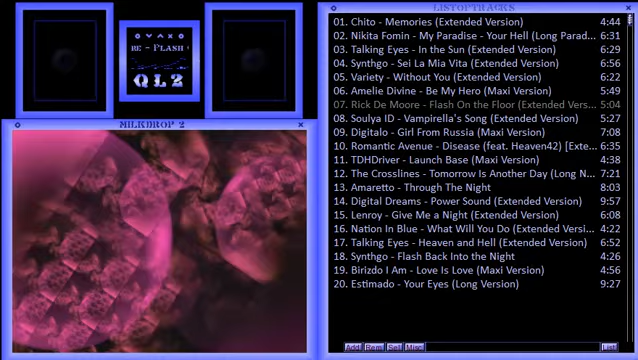 LISTOFTRACKS
RE - FLASH
QL2
MILKDROP 2
01. Chito - Memories (Extended Version) 4:44
02. Nikita Fomin - My Paradise - Your Hell (Long Parad... 6:31
03. Talking Eyes - In the Sun (Extended Version) 6:29
04. Synthgo - Sei La Mia Vita (Extended Version) 6:56
05. Variety - Without You (Extended Version) 6:22
06. Amelie Divine - Be My Hero (Maxi Version) 5:49
07. Rick De Moore - Flash On the Floor (Extended Vers... 5:04
08. Soulya ID - Vampirella's Song (Extended Version) 5:27
09. Digitalo - Girl From Russia (Maxi Version) 7:08
10. Romantic Avenue - Disease (feat. Heaven42) [Exte... 6:35
11. TDHDriver - Launch Base (Maxi Version) 4:38
12. The Crosslines - Tomorrow Is Another Day (Long N... 7:21
13. Amaretto - Through The Night 8:03
14. Digital Dreams - Power Sound (Extended Version) 9:57
15. Lenroy - Give Me a Night (Extended Version) 6:08
16. Nation In Blue - What Will You Do (Extended Versi... 4:22
17. Talking Eyes - Heaven and Hell (Extended Version) 6:52
18. Synthgo - Flash Back Into the Night 4:26
19. Birizdo I Am - Love Is Love (Maxi Version) 4:56
20. Estimado - Your Eyes (Long Version) 9:27
Add Rem Sel Misc List